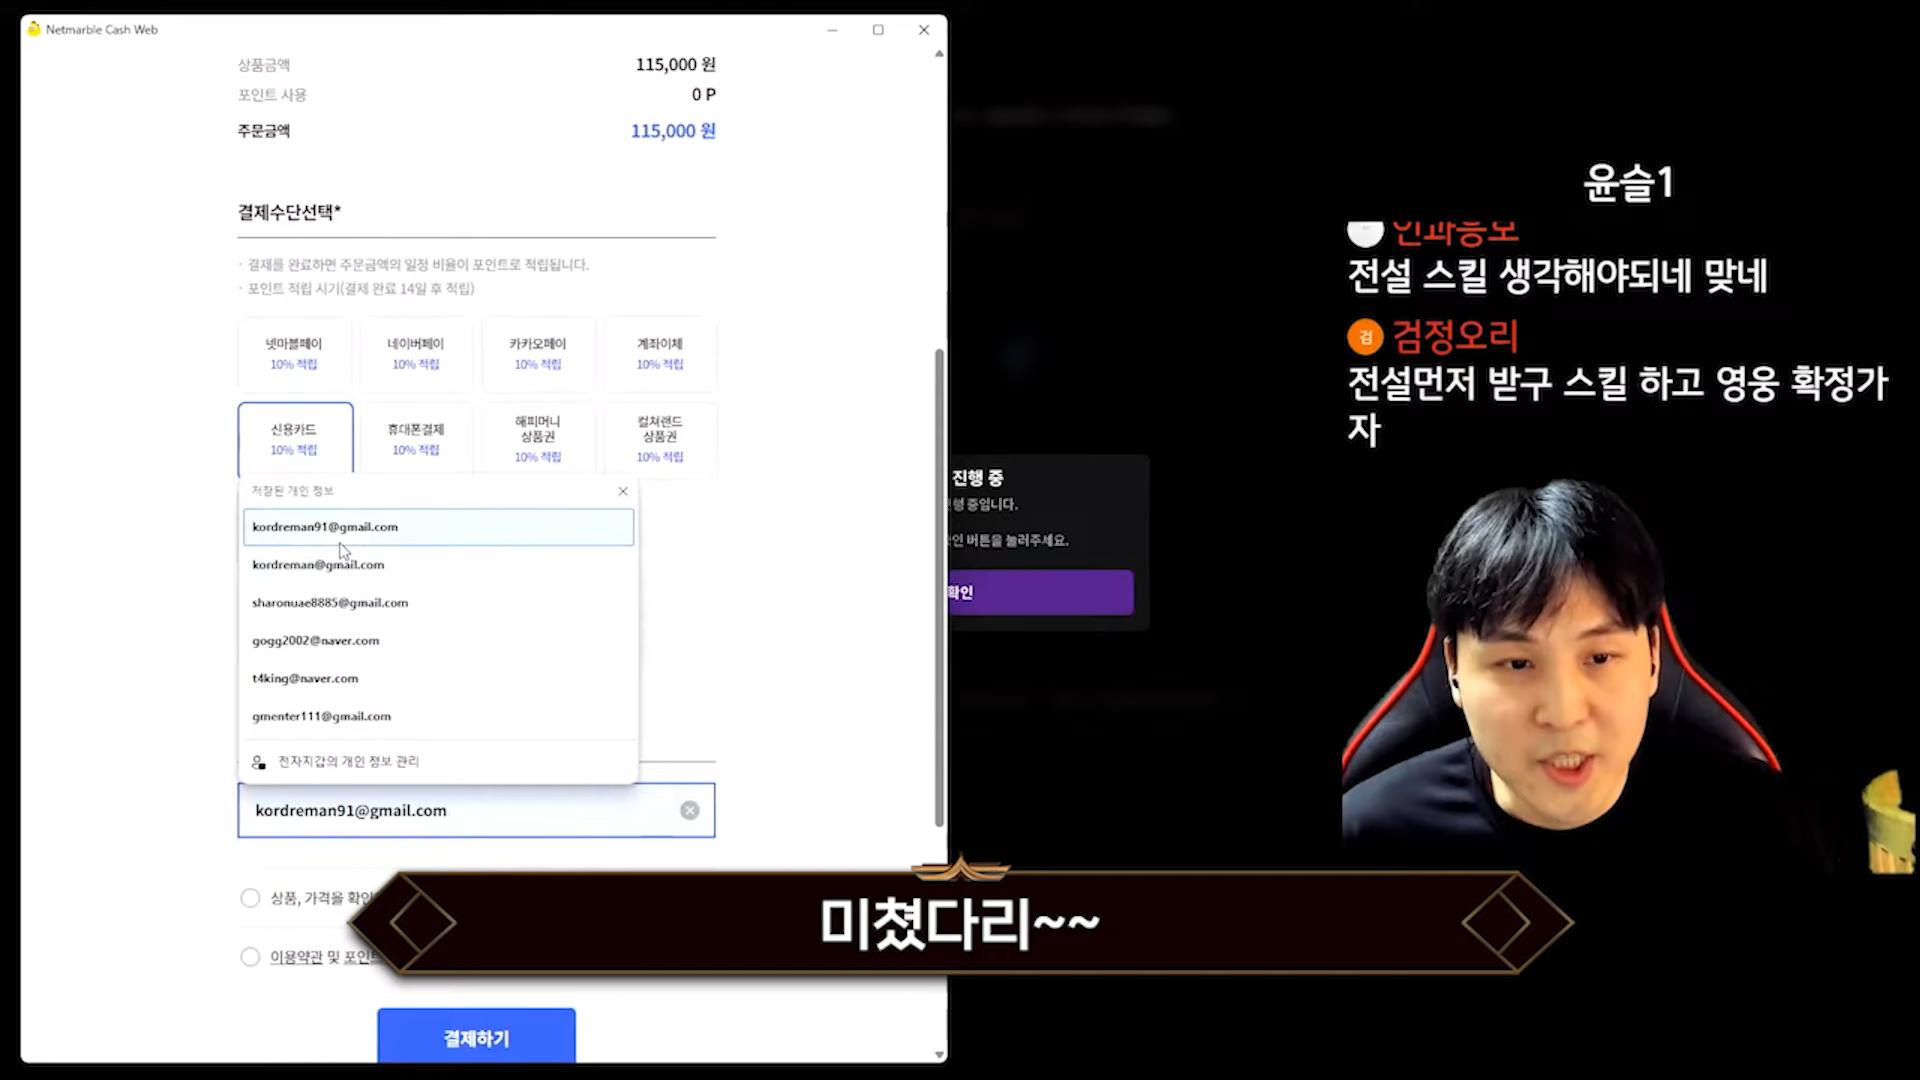 Netmarble Cash Web
상품금액 115,000 원
포인트 사용 0 P
주문금액 115,000 원
결제수단선택*
· 결제를 완료하면 주문금액의 일정 비율이 포인트로 적립됩니다.
· 포인트 적립 시기(결제 완료 14일 후 적립)
넷마블페이
10% 적립
네이버페이
10% 적립
카카오페이
10% 적립
계좌이체
10% 적립
신용카드
10% 적립
휴대폰결제
10% 적립
해피머니
상품권
10% 적립
컬쳐랜드
상품권
10% 적립
저장된 개인 정보
kordreman91@gmail.com
kordreman@gmail.com
sharonuae8885@gmail.com
gogg2002@naver.com
t4king@naver.com
gmenter111@gmail.com
전자지갑의 개인 정보 관리
kordreman91@gmail.com
상품, 가격을 확인
이용약관 및 포인트
결제하기
진행 중
중입니다.
버튼을 눌러주세요.
확인
윤슬1
인과응보
전설 스킬 생각해야되네 맞네
검 검정오리
전설먼저 받구 스킬 하고 영웅 확정가
자
미쳤다리~~